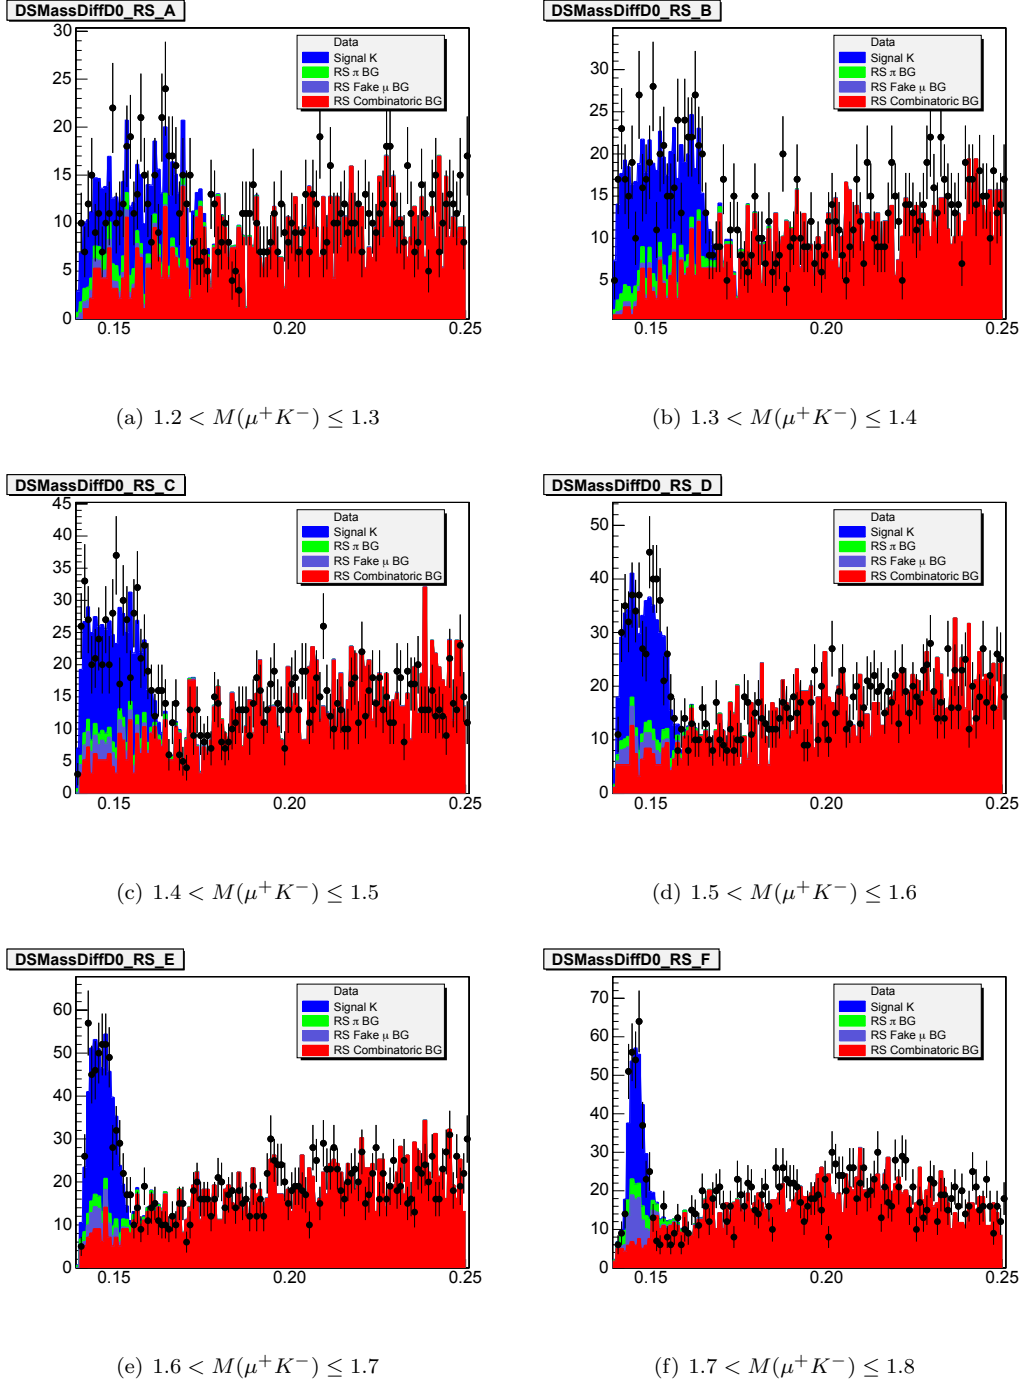 DSMassDiffD0_RS_A
30
25
20
15
10
5
0
0.15
0.20
0.25
Data
Signal K
RS π BG
RS Fake μ BG
RS Combinatoric BG
(a) 1.2 < M(μ⁺K⁻) ≤ 1.3
DSMassDiffD0_RS_B
30
25
20
15
10
5
0.15
0.20
0.25
Data
Signal K
RS π BG
RS Fake μ BG
RS Combinatoric BG
(b) 1.3 < M(μ⁺K⁻) ≤ 1.4
DSMassDiffD0_RS_C
45
40
35
30
25
20
15
10
5
0
0.15
0.20
0.25
Data
Signal K
RS π BG
RS Fake μ BG
RS Combinatoric BG
(c) 1.4 < M(μ⁺K⁻) ≤ 1.5
DSMassDiffD0_RS_D
50
40
30
20
10
0
0.15
0.20
0.25
Data
Signal K
RS π BG
RS Fake μ BG
RS Combinatoric BG
(d) 1.5 < M(μ⁺K⁻) ≤ 1.6
DSMassDiffD0_RS_E
60
50
40
30
20
10
0
0.15
0.20
0.25
Data
Signal K
RS π BG
RS Fake μ BG
RS Combinatoric BG
(e) 1.6 < M(μ⁺K⁻) ≤ 1.7
DSMassDiffD0_RS_F
70
60
50
40
30
20
10
0
0.15
0.20
0.25
Data
Signal K
RS π BG
RS Fake μ BG
RS Combinatoric BG
(f) 1.7 < M(μ⁺K⁻) ≤ 1.8